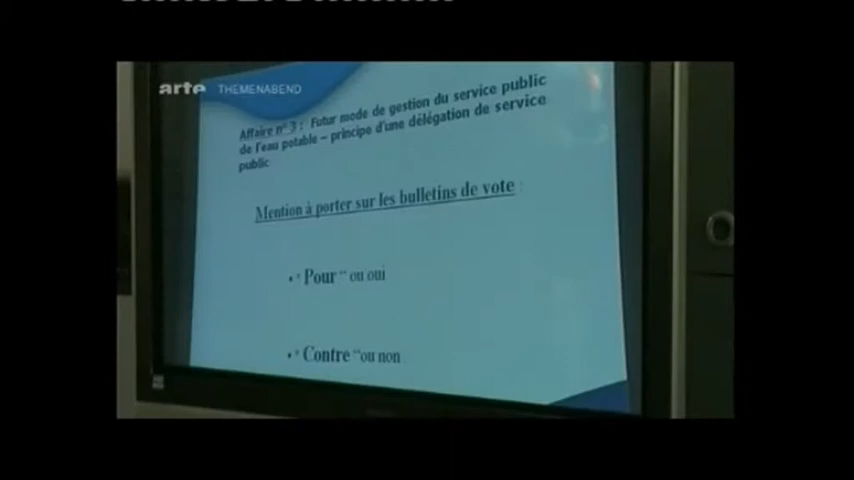 arte THEMENABEND
Affaire n° 3 : Futur mode de gestion du service public
de l'eau potable – principe d'une délégation de service
public
Mention à porter sur les bulletins de vote :
• " Pour " ou oui
• " Contre " ou non